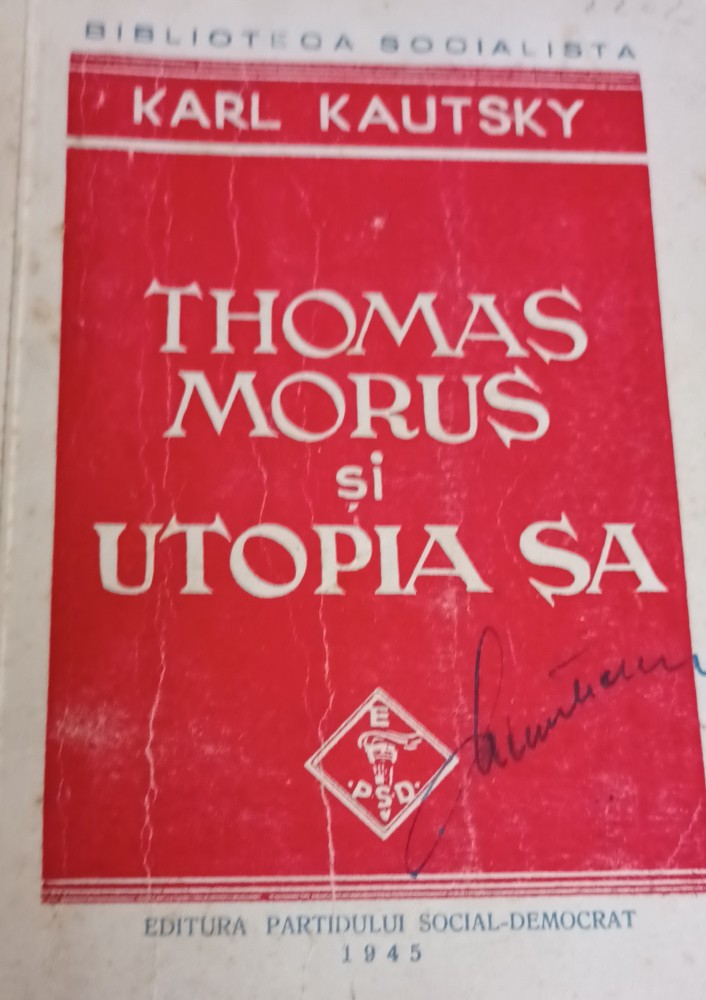 BIBLIOTECA SOCIALISTA
KARL KAUTSKY
THOMAS
MORUS
și
UTOPIA SA
E
P.S.D.
EDITURA PARTIDULUI SOCIAL-DEMOCRAT
1945